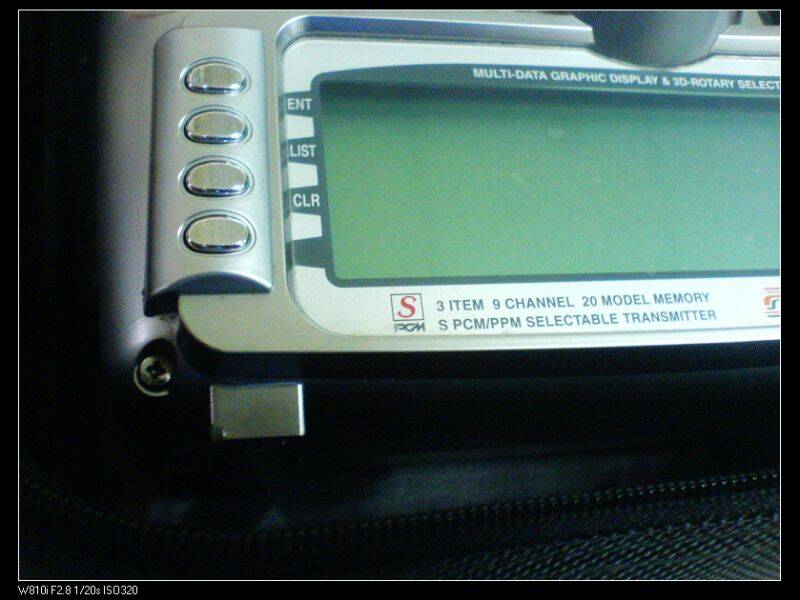 MULTI-DATA GRAPHIC DISPLAY & 3D-ROTARY SELECT
ENT
LIST
CLR
S
PCM
3 ITEM 9 CHANNEL 20 MODEL MEMORY
S PCM/PPM SELECTABLE TRANSMITTER
W810i F2.8 1/20s ISO320